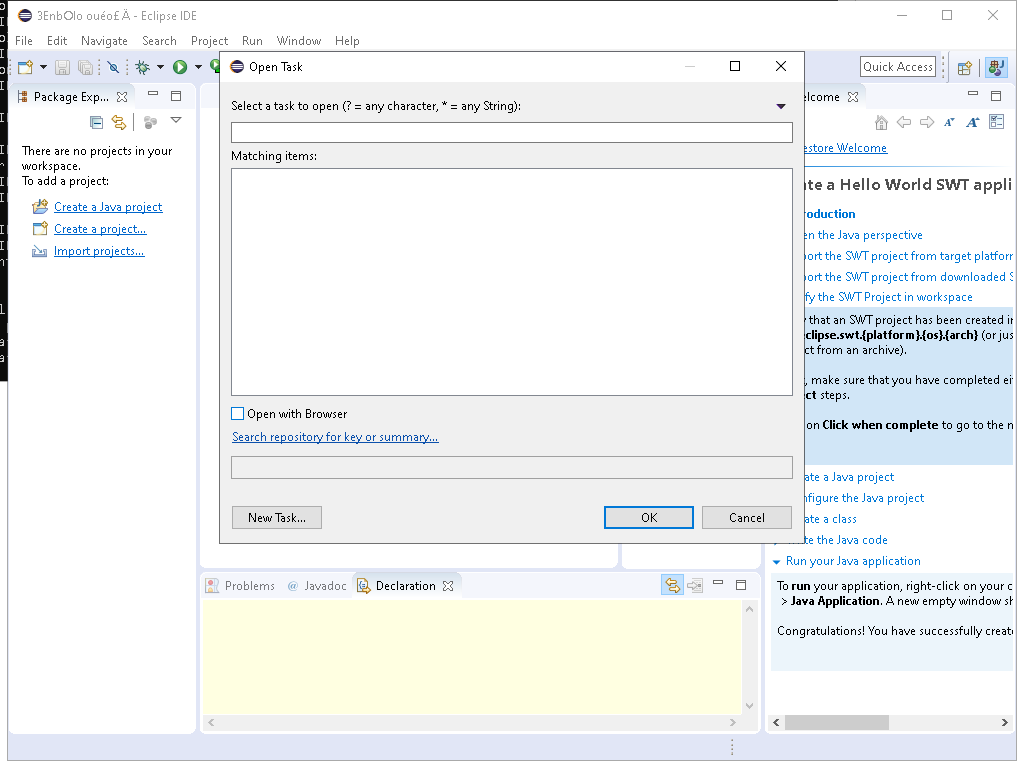 3EnbOlo ouéo£Å - Eclipse IDE
File Edit Navigate Search Project Run Window Help
Quick Access
Package Exp...
There are no projects in your
workspace.
To add a project:
Create a Java project
Create a project...
Import projects...
Open Task
Select a task to open (? = any character, * = any String):
Matching items:
Open with Browser
Search repository for key or summary...
New Task...
OK
Cancel
elcome
estore Welcome
ate a Hello World SWT appli
roduction
en the Java perspective
port the SWT project from target platforr
port the SWT project from downloaded S
fy the SWT Project in workspace
y that an SWT project has been created in
clipse.swt.{platform}.{os}.{arch} (or jus
ct from an archive).
, make sure that you have completed ei
ct steps.
on Click when complete to go to the n
ate a Java project
nfigure the Java project
ate a class
te the Java code
Run your Java application
To run your application, right-click on your c
> Java Application. A new empty window sh
Congratulations! You have successfully create
Problems
@ Javadoc
Declaration